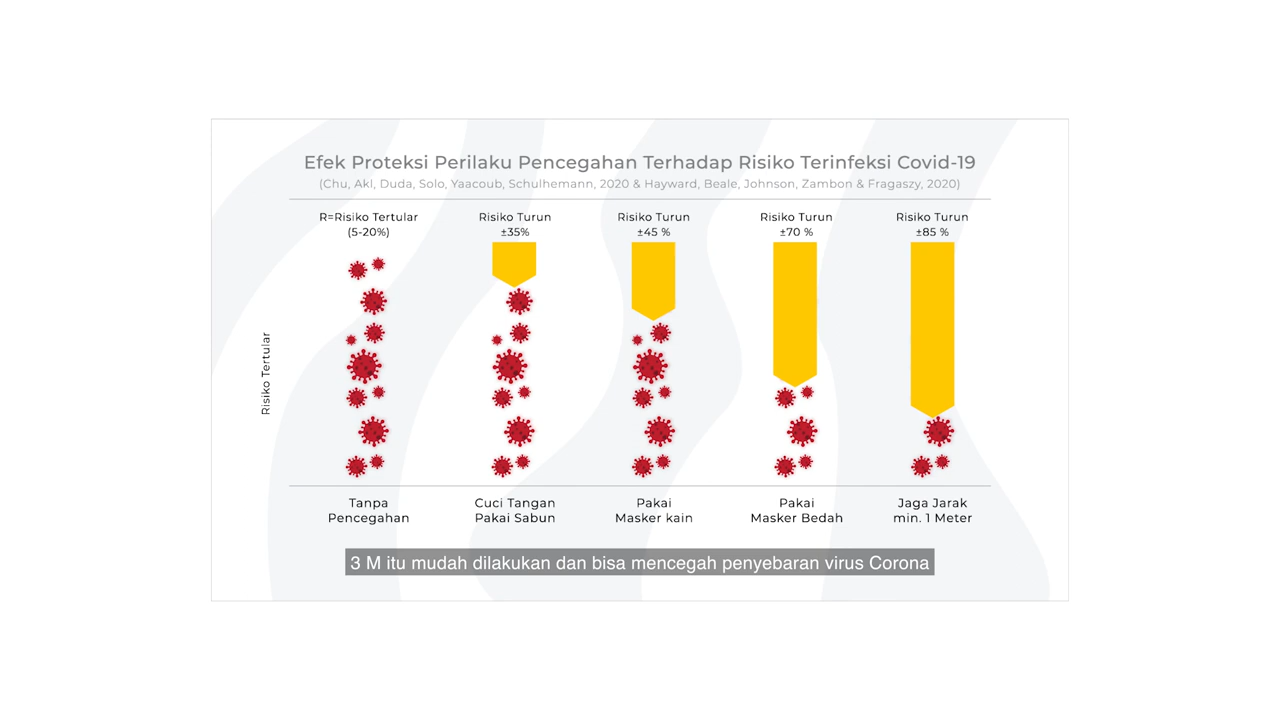 Efek Proteksi Perilaku Pencegahan Terhadap Risiko Terinfeksi Covid-19
(Chu, Akl, Duda, Solo, Yaacoub, Schulhemann, 2020 & Hayward, Beale, Johnson, Zambon & Fragaszy, 2020)
R=Risiko Tertular
(5-20%)
Risiko Turun
±35%
Risiko Turun
±45 %
Risiko Turun
±70 %
Risiko Turun
±85 %
Risiko Tertular
Tanpa
Pencegahan
Cuci Tangan
Pakai Sabun
Pakai
Masker kain
Pakai
Masker Bedah
Jaga Jarak
min. 1 Meter
3 M itu mudah dilakukan dan bisa mencegah penyebaran virus Corona